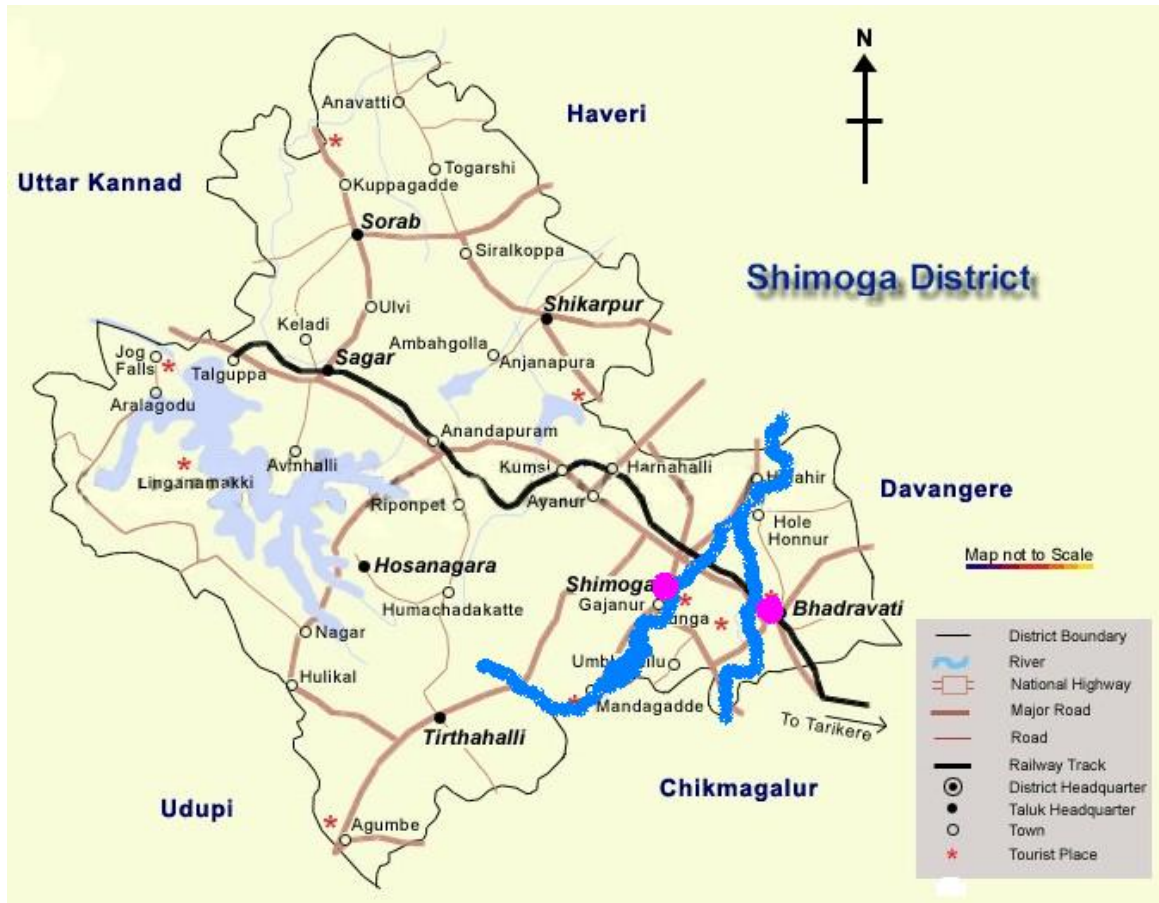 N
Haveri
Anavatti
Togarshi
Uttar Kannad
Kuppagadde
Sorab
Siralkoppa
Shimoga District
Ulvi
Shikarpur
Keladi
Ambahgolla
Anjanapura
Jog
Falls
Talguppa
Sagar
Aralagodu
Anandapuram
Avinhalli
Kumsi
Harnahalli
Linganamakki
Davangere
Riponpet
Ayanur
Hole
Honnur
Map not to Scale
Hosanagara
Shimoga
Gajanur
Bhadravati
Humachadakatte
Nagar
Hulikal
Mandagadde
To Tarikere
Tirthahalli
Chikmagalur
Udupi
Agumbe
District Boundary
River
National Highway
Major Road
Road
Railway Track
District Headquarter
Taluk Headquarter
Town
Tourist Place